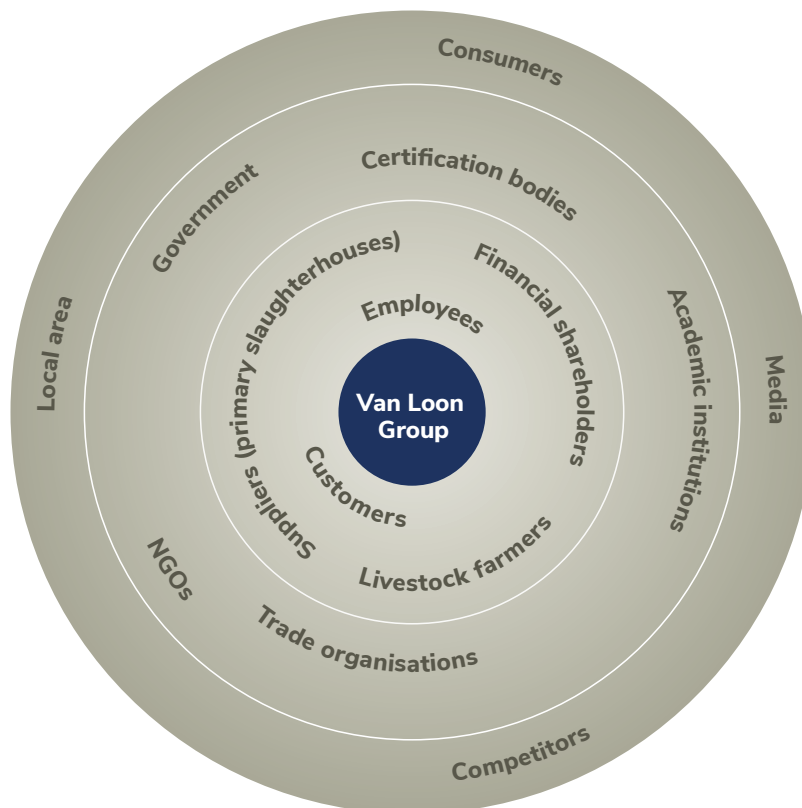 Consumers
Certification bodies
Government
Suppliers (primary slaughterhouses)
Financial shareholders
Employees
Local area
Academic institutions
Media
Van Loon
Group
Customers
Livestock farmers
NGOs
Trade organisations
Competitors